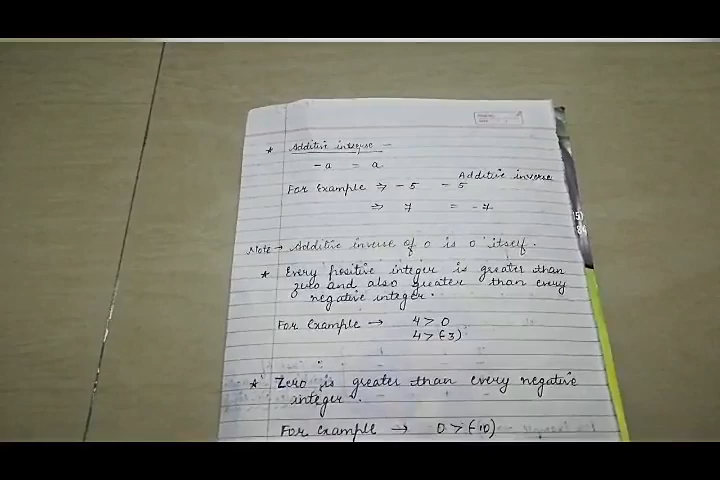 * Additive inverse -
-a = a
Additive inverse
For Example ⇒ -5 = 5
⇒ 7 = -7
Note → Additive inverse of 0 is 0 itself.
* Every positive integer is greater than
zero and also greater than every
negative integer.
For Example → 4 > 0
4 > (-3)
* Zero is greater than every negative
integer.
For example → 0 > (-10)